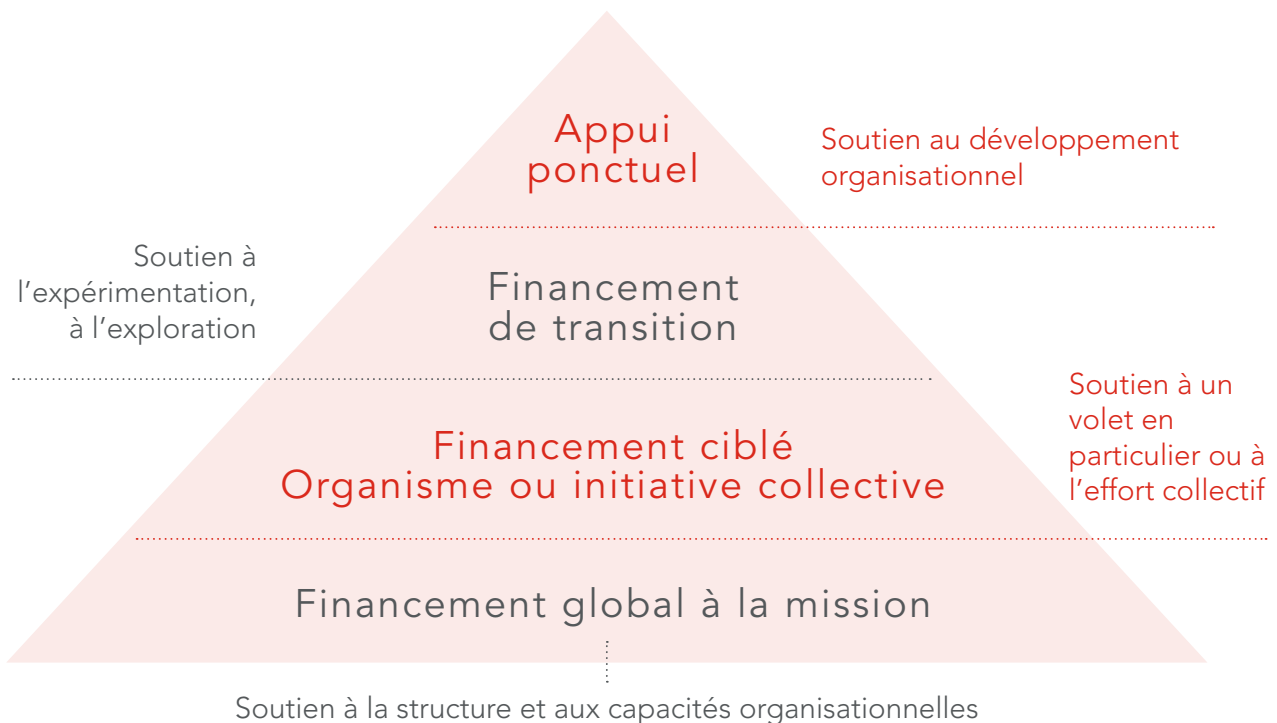 Appui
ponctuel
Soutien au développement
organisationnel
Soutien à
l'expérimentation,
à l'exploration
Financement
de transition
Soutien à un
volet en
particulier ou à
l'effort collectif
Financement ciblé
Organisme ou initiative collective
Financement global à la mission
Soutien à la structure et aux capacités organisationnelles